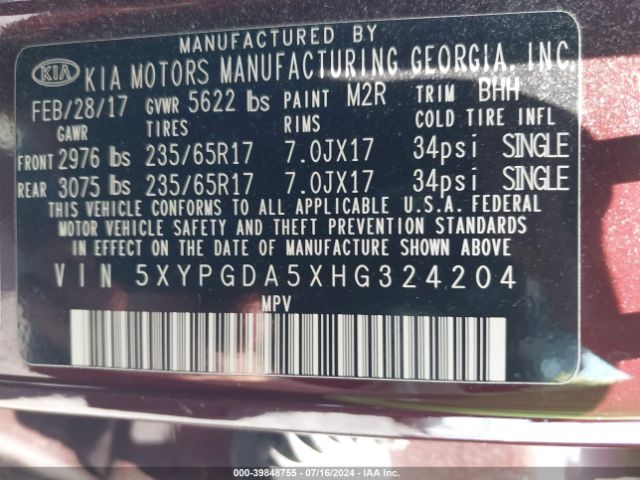 MANUFACTURED BY
KIA KIA MOTORS MANUFACTURING GEORGIA, INC.
FEB/28/17 GVWR 5622 lbs PAINT M2R TRIM BHH
GAWR TIRES RIMS COLD TIRE INFL
FRONT 2976 lbs 235/65R17 7.0JX17 34psi SINGLE
REAR 3075 lbs 235/65R17 7.0JX17 34psi SINGLE
THIS VEHICLE CONFORMS TO ALL APPLICABLE U.S.A. FEDERAL
MOTOR VEHICLE SAFETY AND THEFT PREVENTION STANDARDS
IN EFFECT ON THE DATE OF MANUFACTURE SHOWN ABOVE.
VIN 5XYPGDA5XHG324204
MPV
000-39848755 - 07/16/2024 - IAA Inc.